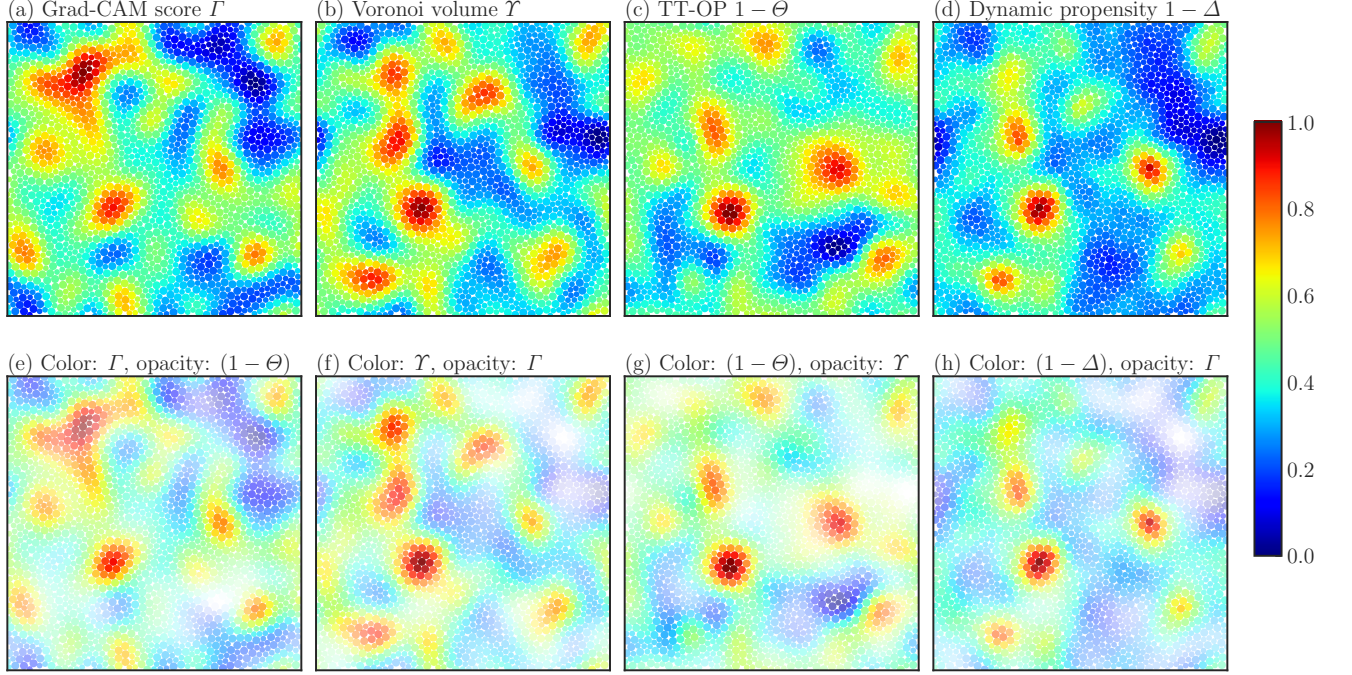 (a) Grad-CAM score Γ
(b) Voronoi volume ϒ
(c) TT-OP 1 − Θ
(d) Dynamic propensity 1 − Δ
1.0
0.8
0.6
0.4
0.2
0.0
(e) Color: Γ, opacity: (1 − Θ)
(f) Color: ϒ, opacity: Γ
(g) Color: (1 − Θ), opacity: ϒ
(h) Color: (1 − Δ), opacity: Γ